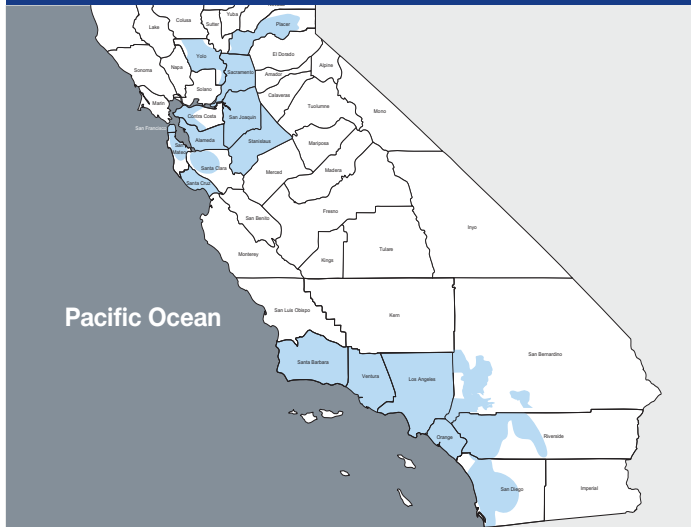 Yuba
Colusa
Sutter
Placer
Lake
El Dorado
Yolo
Napa
Alpine
Sonoma
Sacramento
Amador
Solano
Calaveras
Marin
Tuolumne
Mono
Contra Costa
San Joaquin
San Francisco
Alameda
Stanislaus
Mariposa
San
Mateo
Santa Clara
Merced
Madera
Santa Cruz
Fresno
San Benito
Inyo
Monterey
Tulare
Kings
San Luis Obispo
Kern
Pacific Ocean
San Bernardino
Santa Barbara
Ventura
Los Angeles
Orange
Riverside
San Diego
Imperial